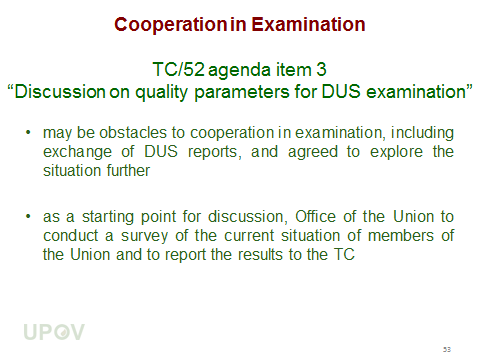 Cooperation in Examination
TC/52 agenda item 3
“Discussion on quality parameters for DUS examination”
• may be obstacles to cooperation in examination, including
exchange of DUS reports, and agreed to explore the
situation further
• as a starting point for discussion, Office of the Union to
conduct a survey of the current situation of members of
the Union and to report the results to the TC
UPOV
53